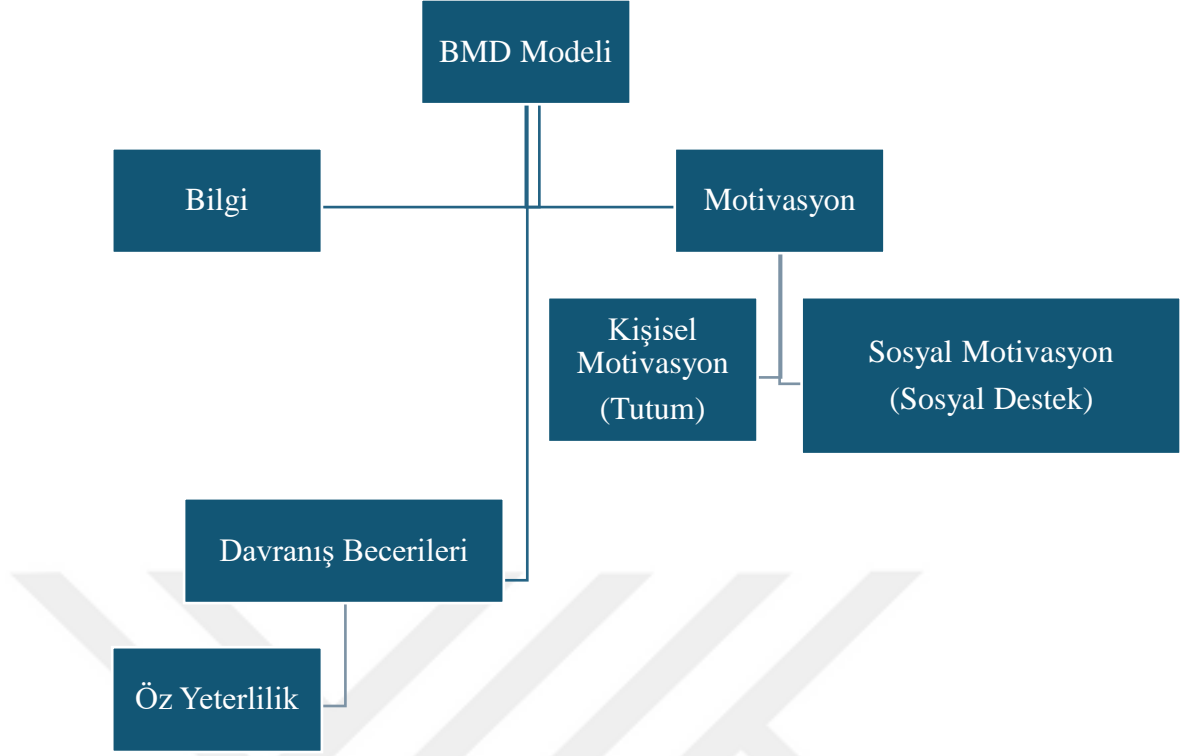 BMD Modeli
Bilgi
Motivasyon
Kişisel
Motivasyon
(Tutum)
Sosyal Motivasyon
(Sosyal Destek)
Davranış Becerileri
Öz Yeterlilik